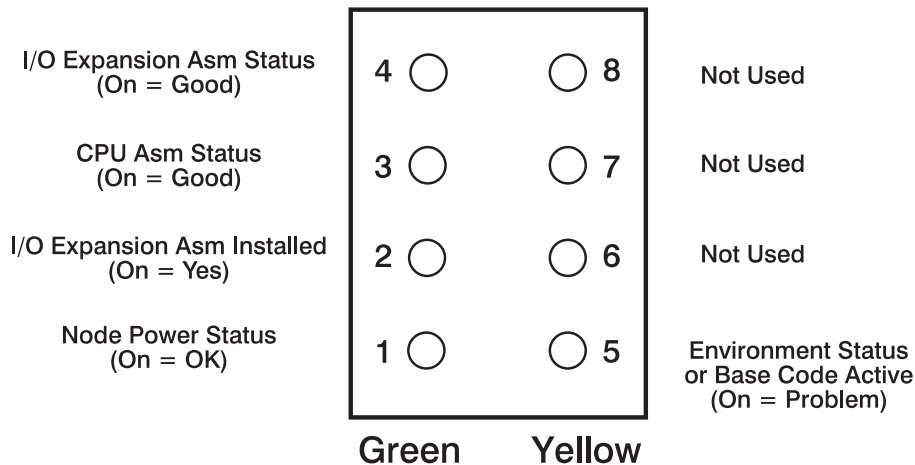 I/O Expansion Asm Status
(On = Good)
4
8
Not Used
CPU Asm Status
(On = Good)
3
7
Not Used
I/O Expansion Asm Installed
(On = Yes)
2
6
Not Used
Node Power Status
(On = OK)
1
5
Environment Status
or Base Code Active
(On = Problem)
Green
Yellow